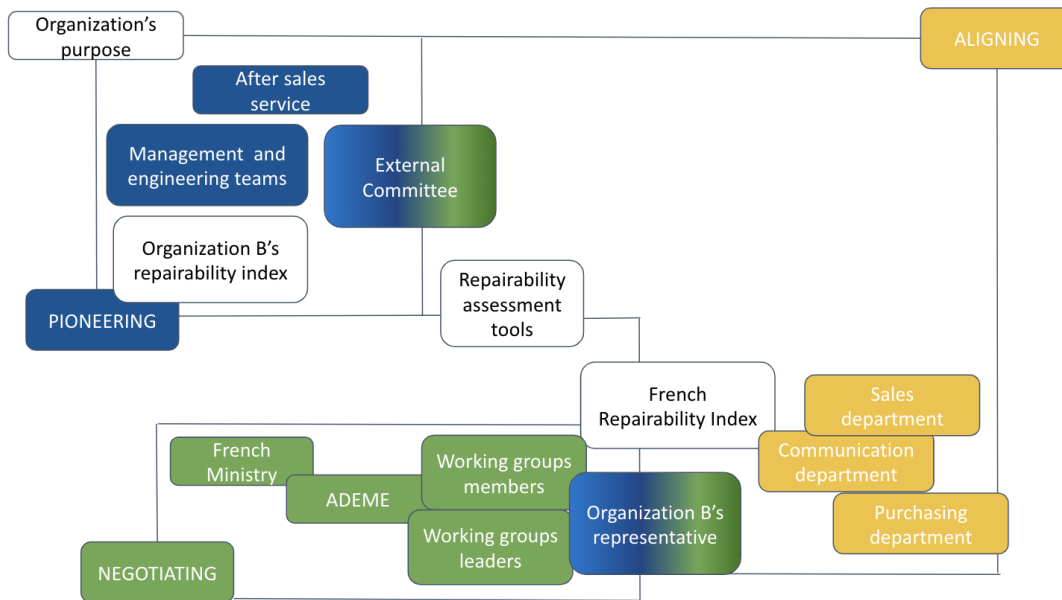 Organization's
purpose
ALIGNING
After sales
service
Management and
engineering teams
External
Committee
Organization B's
repairability index
Repairability
assessment
tools
PIONEERING
French
Repairability Index
Sales
department
Communication
department
Purchasing
department
French
Ministry
ADEME
Working groups
members
Working groups
leaders
Organization B's
representative
NEGOTIATING